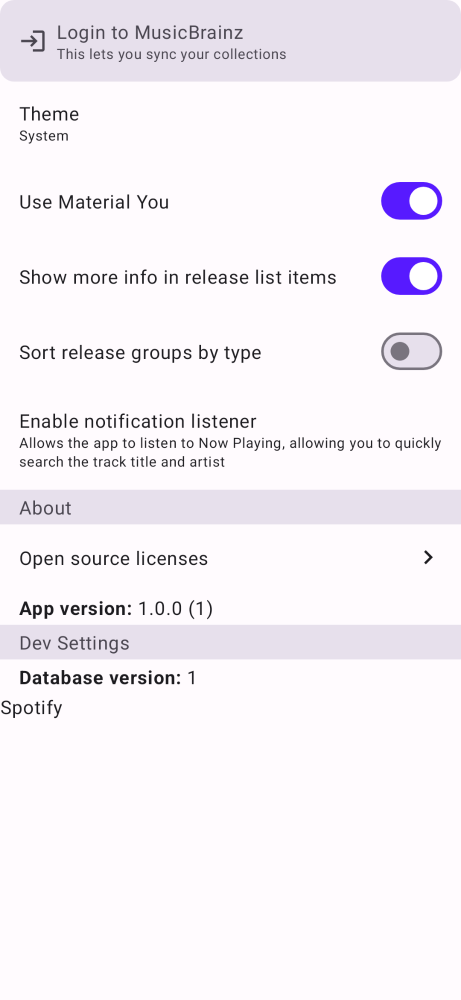 Login to MusicBrainz
This lets you sync your collections
Theme
System
Use Material You
Show more info in release list items
Sort release groups by type
Enable notification listener
Allows the app to listen to Now Playing, allowing you to quickly
search the track title and artist
About
Open source licenses
App version: 1.0.0 (1)
Dev Settings
Database version: 1
Spotify